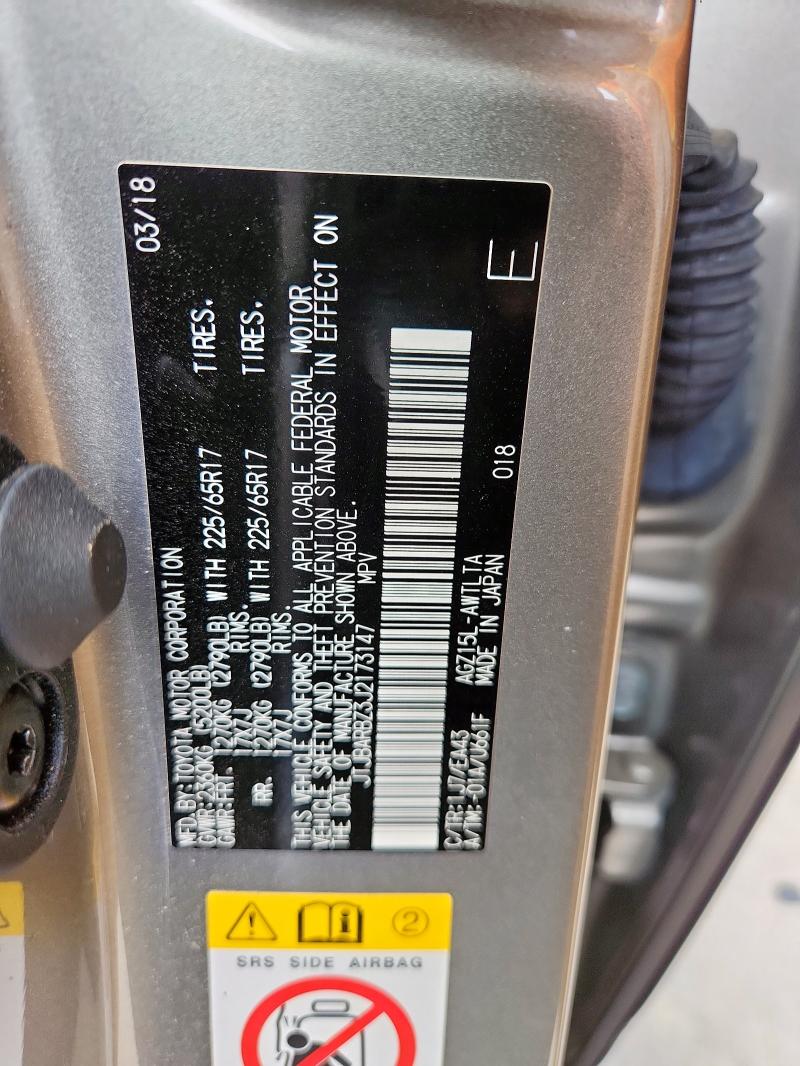 MFD.BY:TOYOTA MOTOR CORPORATION 03/18
GVWR:2360KG (5200LB)
GAWR:FRT. 1270KG (2790LB) WITH 225/65R17 TIRES.
17X7J RIMS.
RR. 1270KG (2790LB) WITH 225/65R17 TIRES.
17X7J RIMS.
THIS VEHICLE CONFORMS TO ALL APPLICABLE FEDERAL MOTOR
VEHICLE SAFETY AND THEFT PREVENTION STANDARDS IN EFFECT ON
THE DATE OF MANUFACTURE SHOWN ABOVE.
JTJBARBZ3J2173147 MPV
C/TR:1J7/EA43 AGZ15L-AWTLTA 018 E
A/TM:-01A/U661F MADE IN JAPAN
2
SRS SIDE AIRBAG